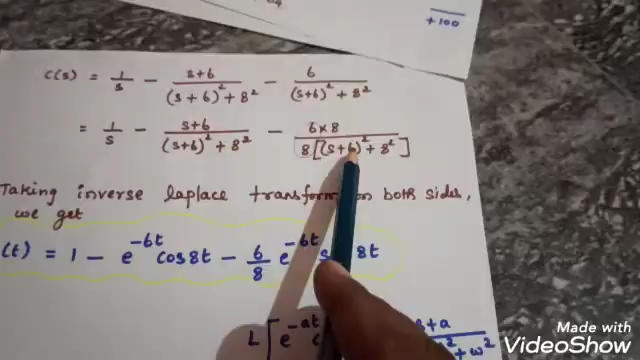 +100
C(s) = 1/s - s+6/(s+6)² + 8² - 6/(s+6)² + 8²
= 1/s - s+6/(s+6)² + 8² - 6×8/8[(s+6)² + 8²]
Taking inverse laplace transform on both sides,
we get
(t) = 1 - e^-6t cos8t - 6/8 e^-6t 8t
L[e^-at s+a
+ ω²
Made with
VideoShow